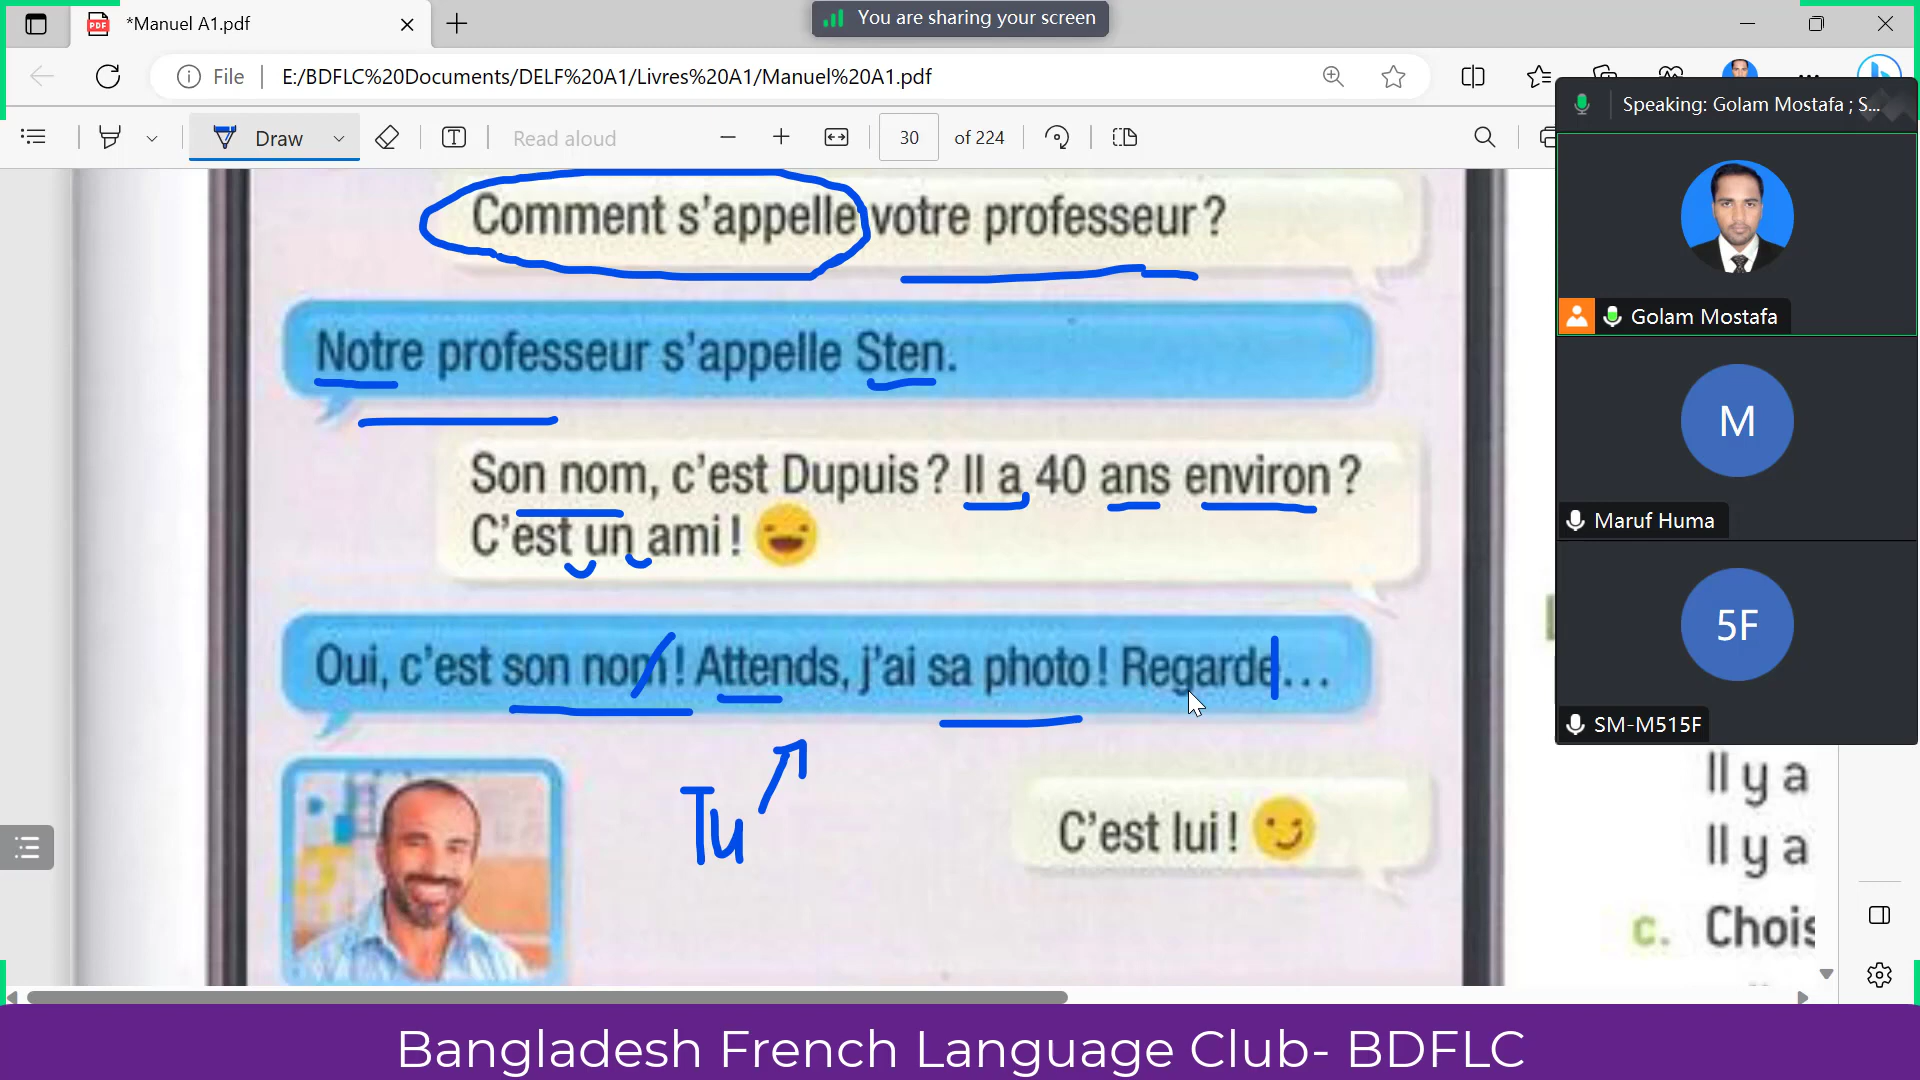 *Manuel A1.pdf
You are sharing your screen
File
E:/BDFLC%20Documents/DELF%20A1/Livres%20A1/Manuel%20A1.pdf
Draw
Read aloud
30 of 224
Speaking: Golam Mostafa ; S...
Golam Mostafa
M
Maruf Huma
5F
SM-M515F
Comment s'appelle votre professeur ?
Notre professeur s'appelle Sten.
Son nom, c'est Dupuis ? Il a 40 ans environ ?
C'est un ami !
Oui, c'est son nom ! Attends, j'ai sa photo ! Regarde...
Tu
C'est lui !
Il y a
Il y a
c. Chois
Bangladesh French Language Club- BDFLC